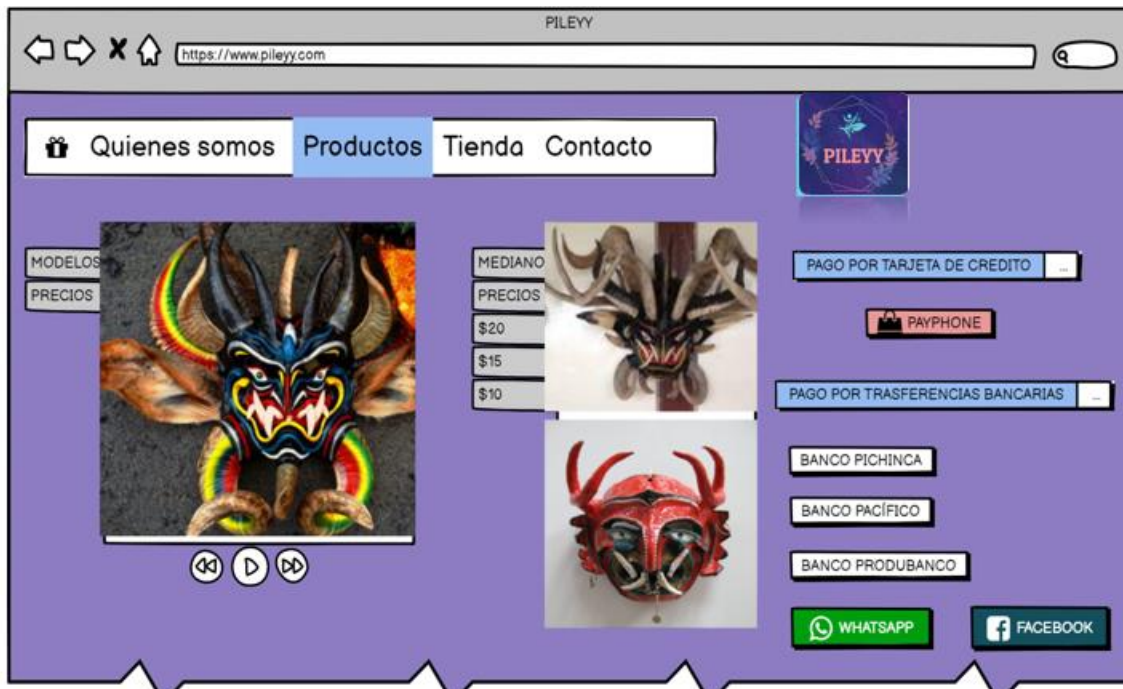 PILEYY
https://www.pileyy.com
Quienes somos Productos Tienda Contacto
PILEYY
MODELOS
PRECIOS
MEDIANO
PRECIOS
$20
$15
$10
PAGO POR TARJETA DE CREDITO ...
PAYPHONE
PAGO POR TRASFERENCIAS BANCARIAS ...
BANCO PICHINCA
BANCO PACÍFICO
BANCO PRODUBANCO
WHATSAPP
FACEBOOK